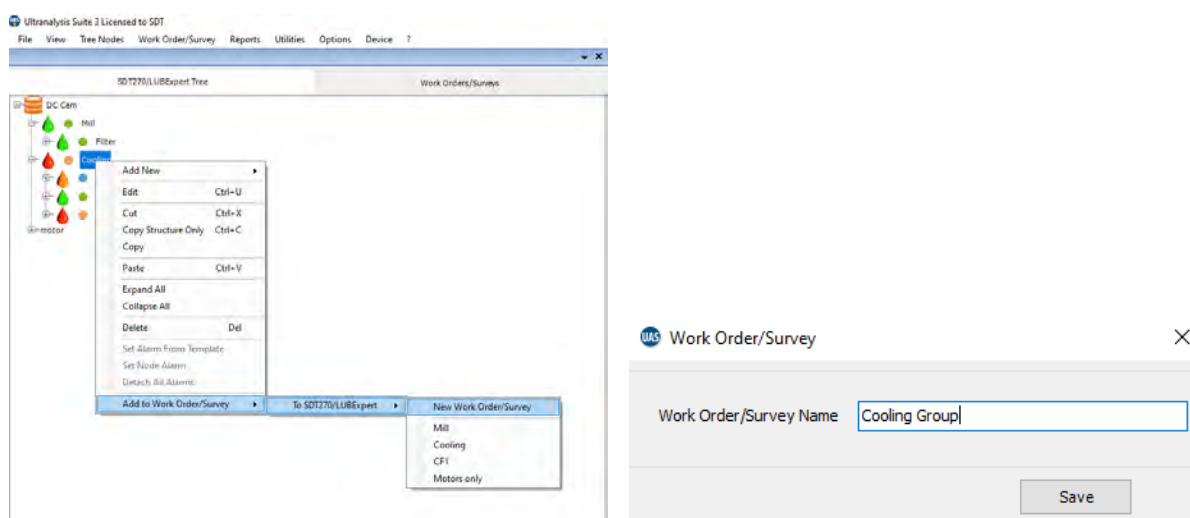 Ultranalysis Suite 3 Licensed to SDT
File View Tree Nodes Work Order/Survey Reports Utilities Options Device ?
SDT270/LUBExpert Tree Work Orders/Surveys
DC Cam
Mill
Filter
Cooling
motor
Add New
Edit Ctrl+U
Cut Ctrl+X
Copy Structure Only Ctrl+C
Copy
Paste Ctrl+V
Expand All
Collapse All
Delete Del
Set Alarm From Template
Set Node Alarm
Detach All Alarms
Add to Work Order/Survey To SDT270/LUBExpert New Work Order/Survey
Mill
Cooling
CF1
Motors only
UAS Work Order/Survey
Work Order/Survey Name Cooling Group
Save